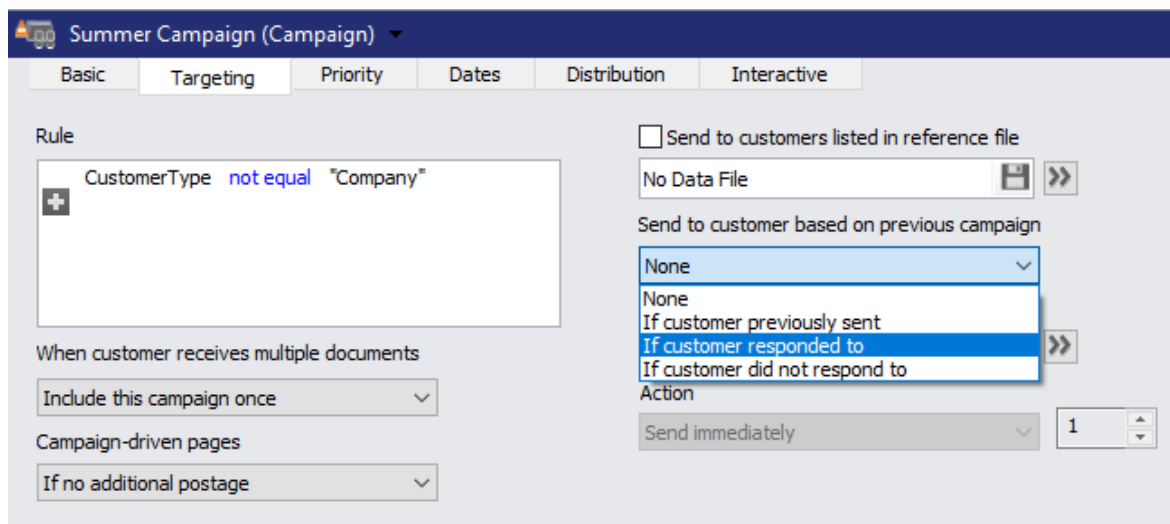 Summer Campaign (Campaign)
Basic Targeting Priority Dates Distribution Interactive
Rule
CustomerType not equal "Company"
When customer receives multiple documents
Include this campaign once
Campaign-driven pages
If no additional postage
Send to customers listed in reference file
No Data File
Send to customer based on previous campaign
None
None
If customer previously sent
If customer responded to
If customer did not respond to
Action
Send immediately
1